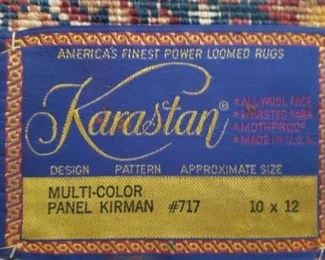 AMERICA'S FINEST POWER LOOMED RUGS
Karastan®
★ALL WOOL FACE
★WORSTED YARN
★MOTHPROOF
★MADE IN U.S.A.
DESIGN PATTERN APPROXIMATE SIZE
MULTI-COLOR
PANEL KIRMAN #717 10 x 12